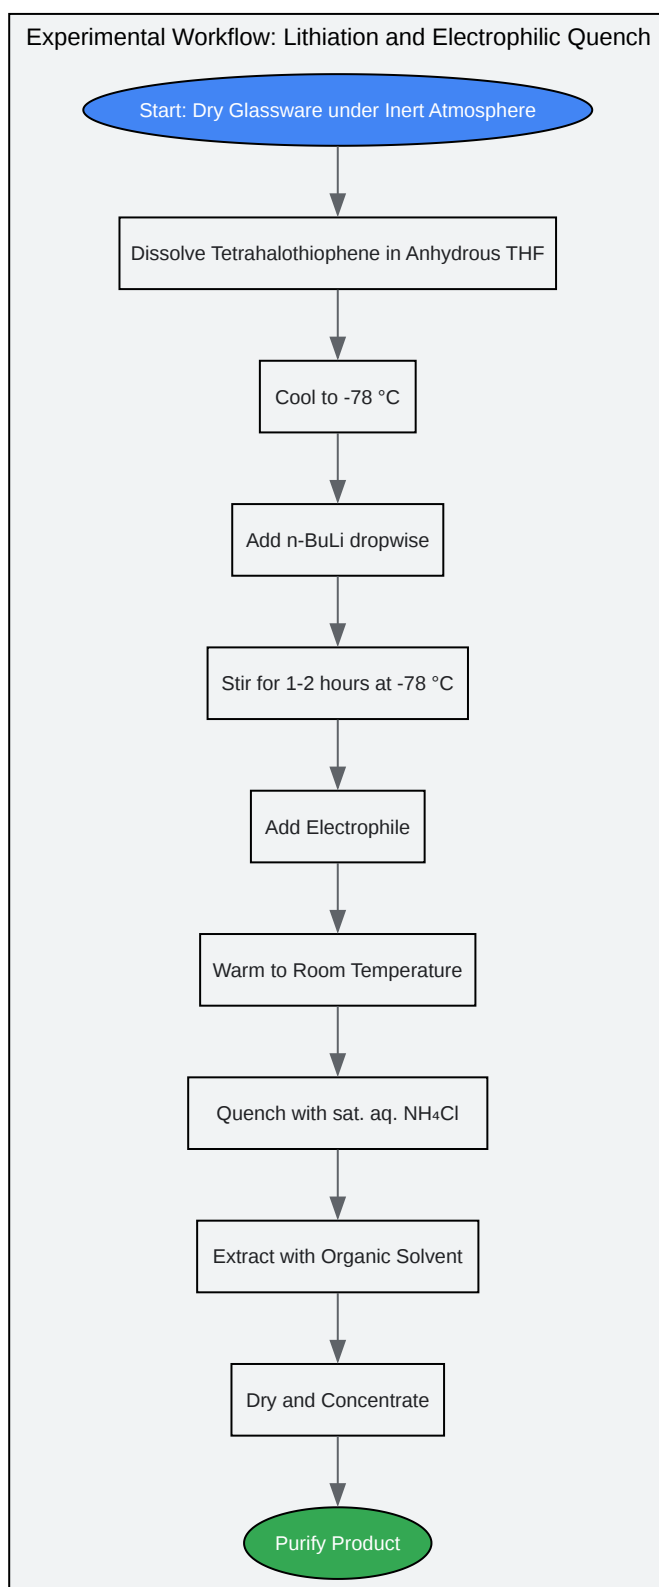 Experimental Workflow: Lithiation and Electrophilic Quench
Start: Dry Glassware under Inert Atmosphere
Dissolve Tetrahalothiophene in Anhydrous THF
Cool to -78 °C
Add n-BuLi dropwise
Stir for 1-2 hours at -78 °C
Add Electrophile
Warm to Room Temperature
Quench with sat. aq. NH₄Cl
Extract with Organic Solvent
Dry and Concentrate
Purify Product